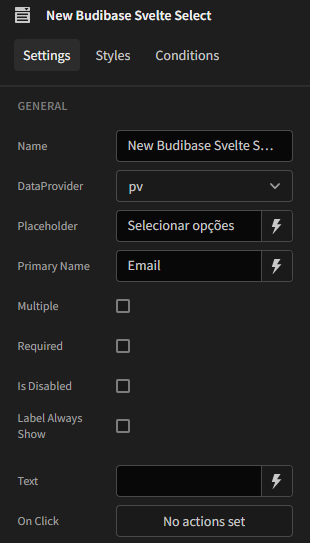 New Budibase Svelte Select
Settings Styles Conditions
GENERAL
Name New Budibase Svelte S...
DataProvider pv
Placeholder Selecionar opções
Primary Name Email
Multiple
Required
Is Disabled
Label Always
Show
Text
On Click No actions set